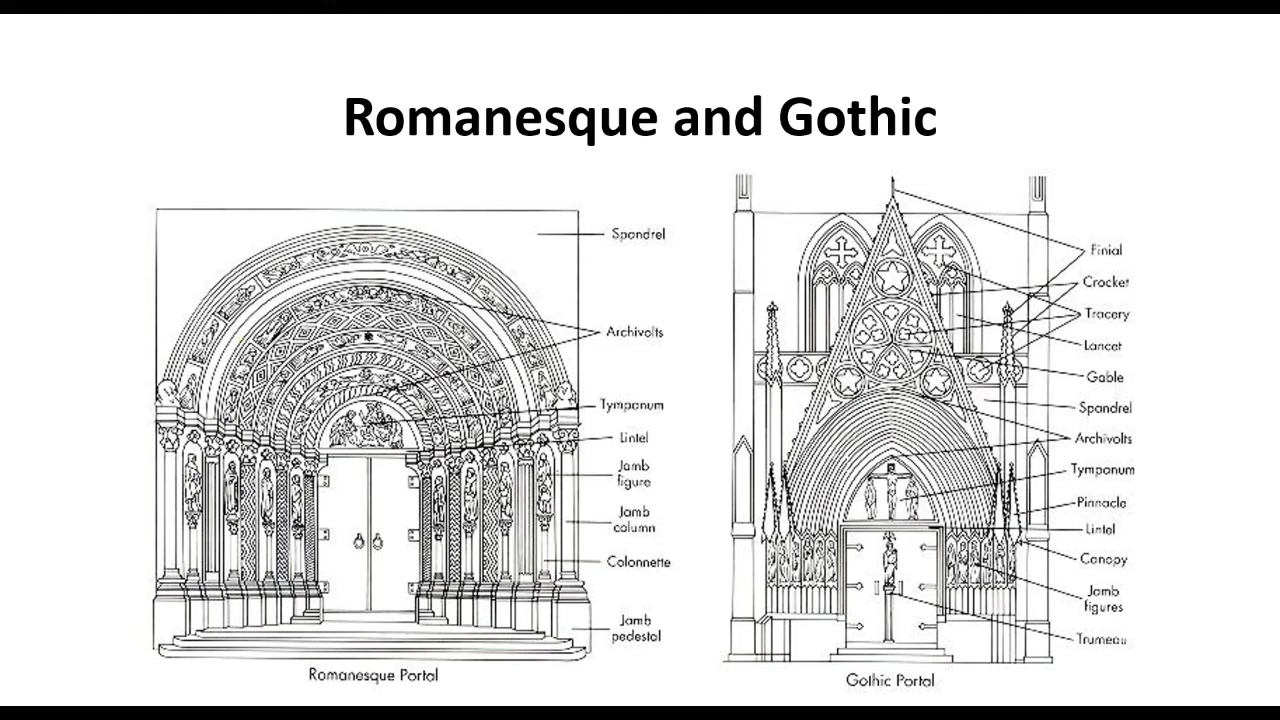 Romanesque and Gothic
Spandrel
Archivolts
Tympanum
Lintel
Jamb
figure
Jamb
column
Colonnette
Jamb
pedestal
Romanesque Portal
Finial
Crocket
Tracery
Lancet
Gable
Spandrel
Archivolts
Tympanum
Pinnacle
Lintel
Canopy
Jamb
figures
Trumeau
Gothic Portal